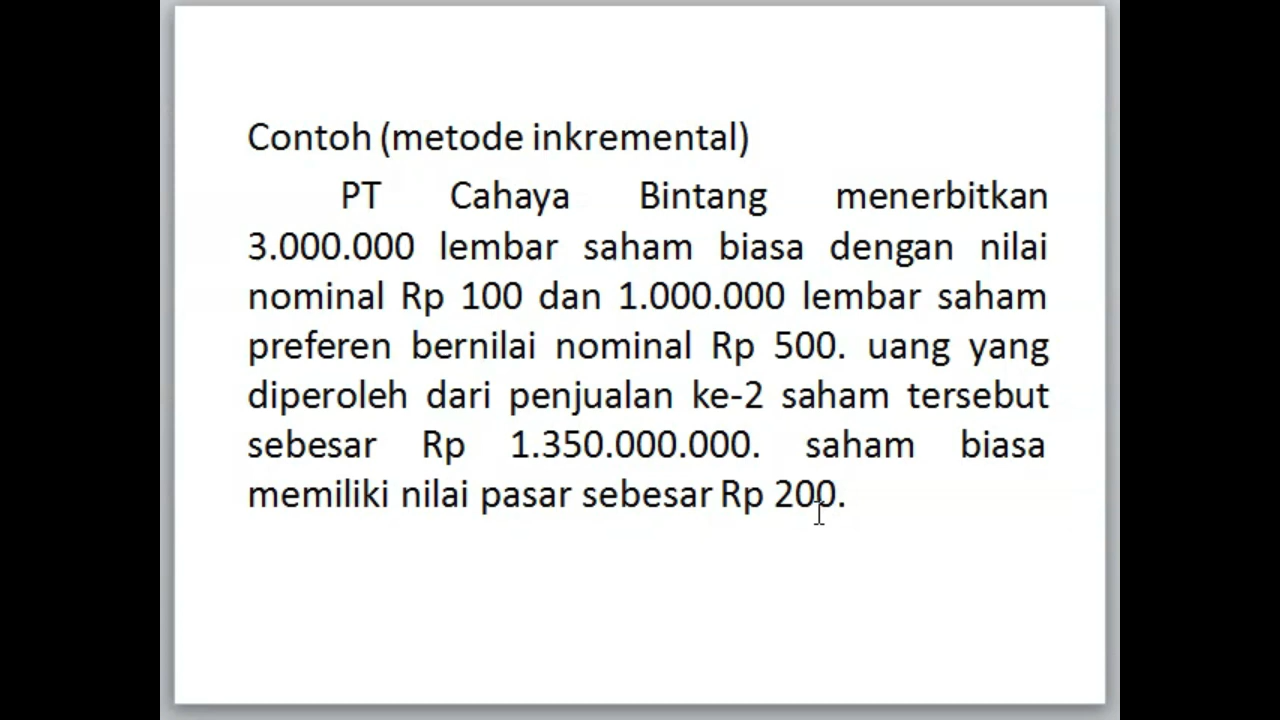 Contoh (metode inkremental)
PT Cahaya Bintang menerbitkan
3.000.000 lembar saham biasa dengan nilai
nominal Rp 100 dan 1.000.000 lembar saham
preferen bernilai nominal Rp 500. uang yang
diperoleh dari penjualan ke-2 saham tersebut
sebesar Rp 1.350.000.000. saham biasa
memiliki nilai pasar sebesar Rp 200.